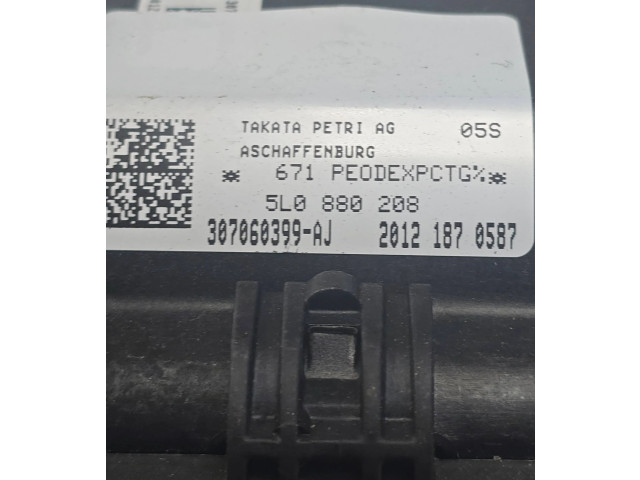 TAKATA PETRI AG 05S
ASCHAFFENBURG
* 671 PEODEXPCTG%*
5L0 880 208
307060399-AJ 2012 187 0587